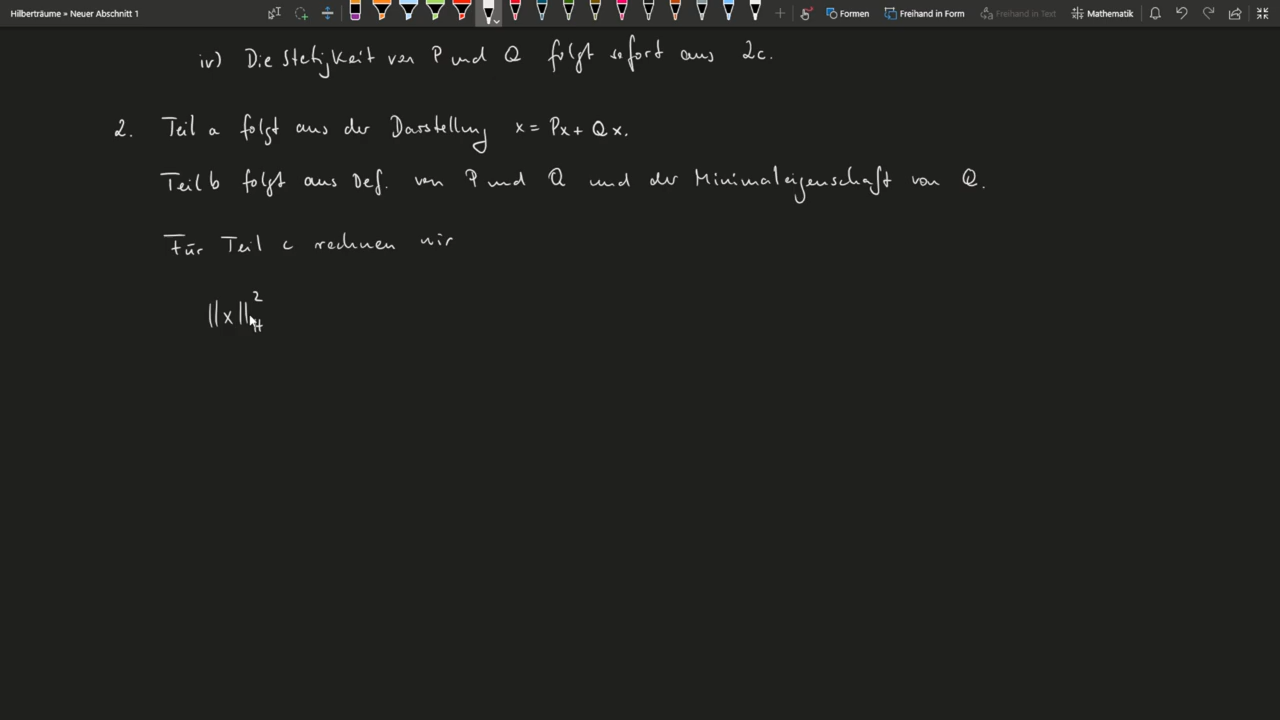 Hilberträume » Neuer Abschnitt 1
Formen
Freihand in Form
Freihand in Text
Mathematik
iv) Die Stetigkeit von P und Q folgt sofort aus 2c.
2. Teil a folgt aus der Darstellung x = Px + Qx.
Teil b folgt aus Def. von P und Q und der Minimaleigenschaft von Q.
Für Teil c rechnen wir
||x||²_H